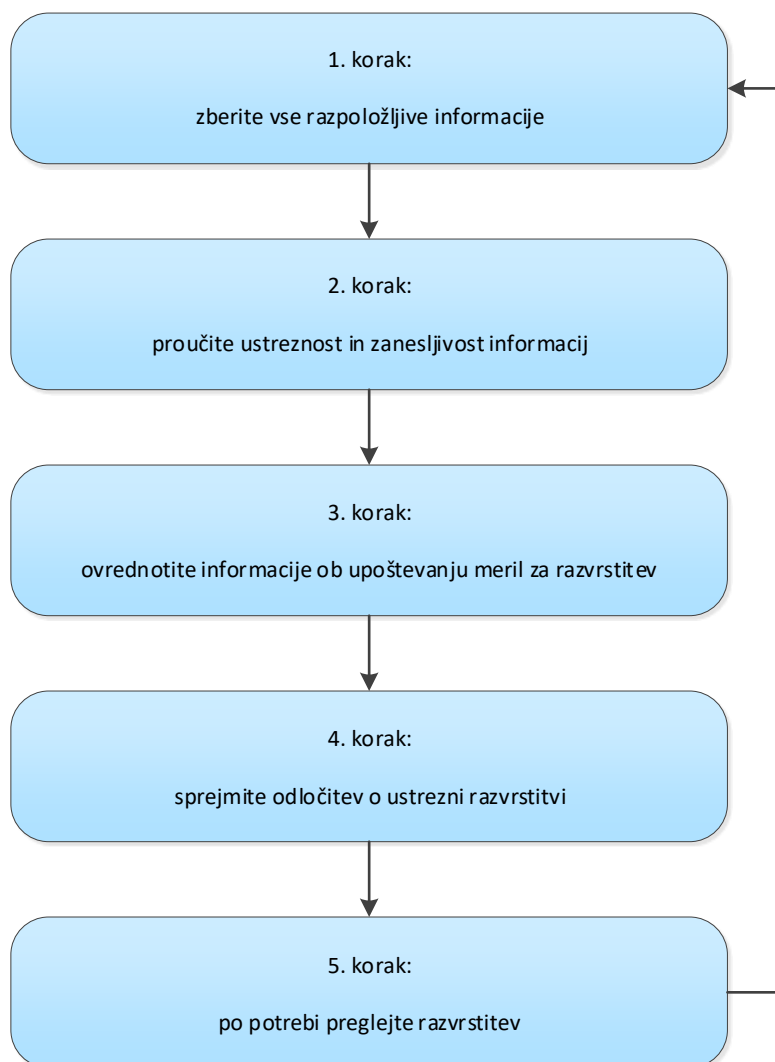 1. korak:
zberite vse razpoložljive informacije
2. korak:
proučite ustreznost in zanesljivost informacij
3. korak:
ovrednotite informacije ob upoštevanju meril za razvrstitev
4. korak:
sprejmite odločitev o ustrezni razvrstitvi
5. korak:
po potrebi preglejte razvrstitev